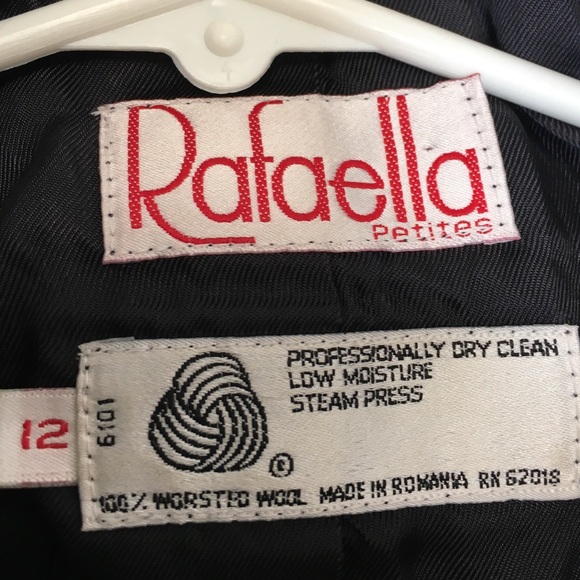 Rafaella
Petites
PROFESSIONALLY DRY CLEAN
LOW MOISTURE
STEAM PRESS
12
6101
100% WORSTED WOOL MADE IN ROMANIA RN 62018